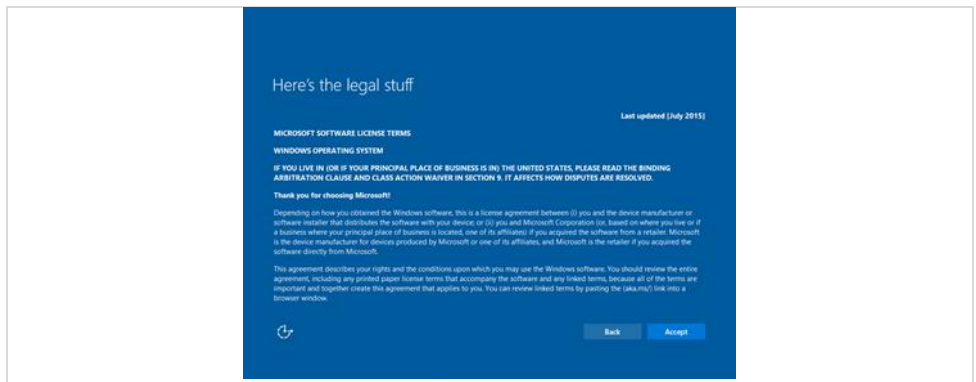 Here's the legal stuff
Last updated [July 2015]
MICROSOFT SOFTWARE LICENSE TERMS
WINDOWS OPERATING SYSTEM
IF YOU LIVE IN (OR IF YOUR PRINCIPAL PLACE OF BUSINESS IS IN) THE UNITED STATES, PLEASE READ THE BINDING
ARBITRATION CLAUSE AND CLASS ACTION WAIVER IN SECTION 9. IT AFFECTS HOW DISPUTES ARE RESOLVED.
Thank you for choosing Microsoft!
Depending on how you obtained the Windows software, this is a license agreement between (i) you and the device manufacturer or
software installer that distributes the software with your device; or (ii) you and Microsoft Corporation (or, based on where you live or if
a business where your principal place of business is located, one of its affiliates) if you acquired the software from a retailer. Microsoft
is the device manufacturer for devices produced by Microsoft or one of its affiliates, and Microsoft is the retailer if you acquired the
software directly from Microsoft.
This agreement describes your rights and the conditions upon which you may use the Windows software. You should review the entire
agreement, including any printed paper license terms that accompany the software and any linked terms, because all of the terms are
important and together create this agreement that applies to you. You can review linked terms by pasting the (aka.ms/) link into a
browser window.
Back
Accept